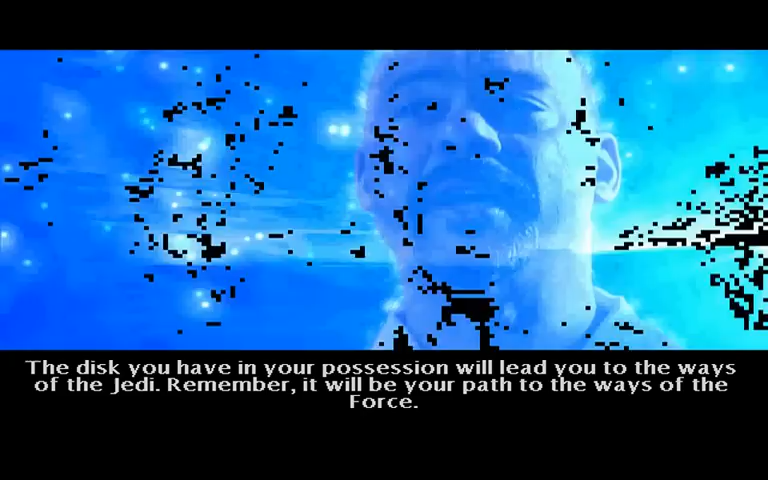 The disk you have in your possession will lead you to the ways
of the Jedi. Remember, it will be your path to the ways of the
Force.